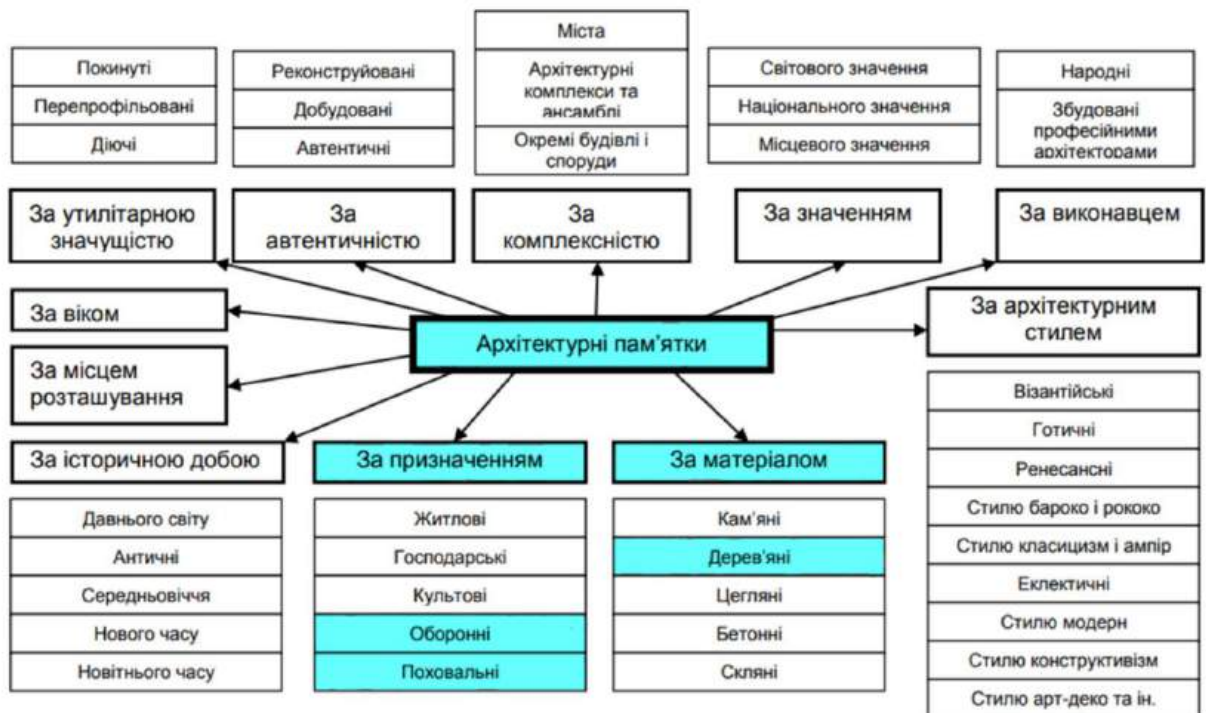 Покинуті
Перепрофільовані
Діючі
Реконструйовані
Добудовані
Автентичні
Міста
Архітектурні
комплекси та
ансамблі
Окремі будівлі і
споруди
Світового значення
Національного значення
Місцевого значення
Народні
Збудовані
професійними
архітекторами
За утилітарною
значущістю
За
автентичністю
За
комплексністю
За значенням
За виконавцем
За віком
За місцем
розташування
Архітектурні пам'ятки
За архітектурним
стилем
За історичною добою
Давнього світу
Античні
Середньовіччя
Нового часу
Новітнього часу
За призначенням
Житлові
Господарські
Культові
Оборонні
Поховальні
За матеріалом
Кам'яні
Дерев'яні
Цегляні
Бетонні
Скляні
Візантійські
Готичні
Ренесансні
Стилю бароко і рококо
Стилю класицизм і ампір
Еклектичні
Стилю модерн
Стилю конструктивізм
Стилю арт-деко та ін.